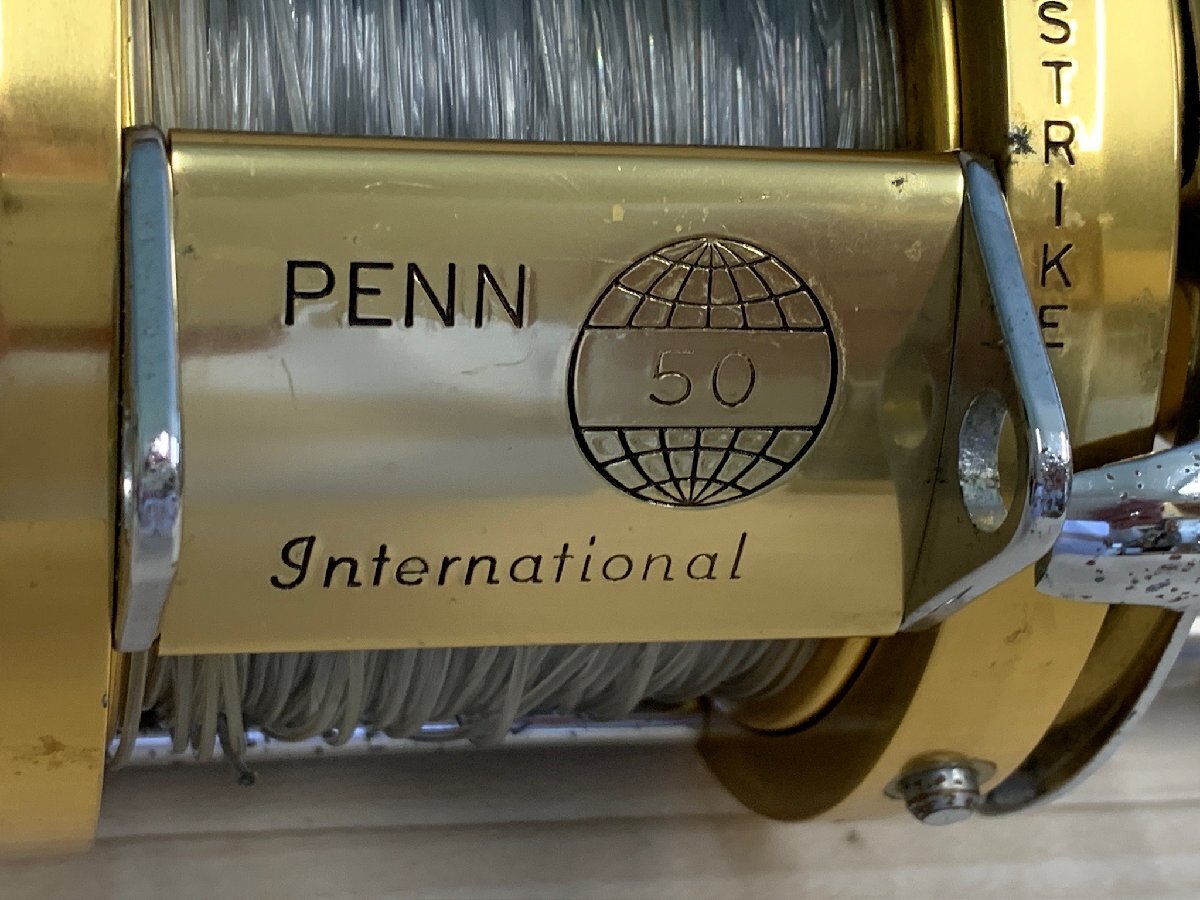 PENN
50
International
STRIKE